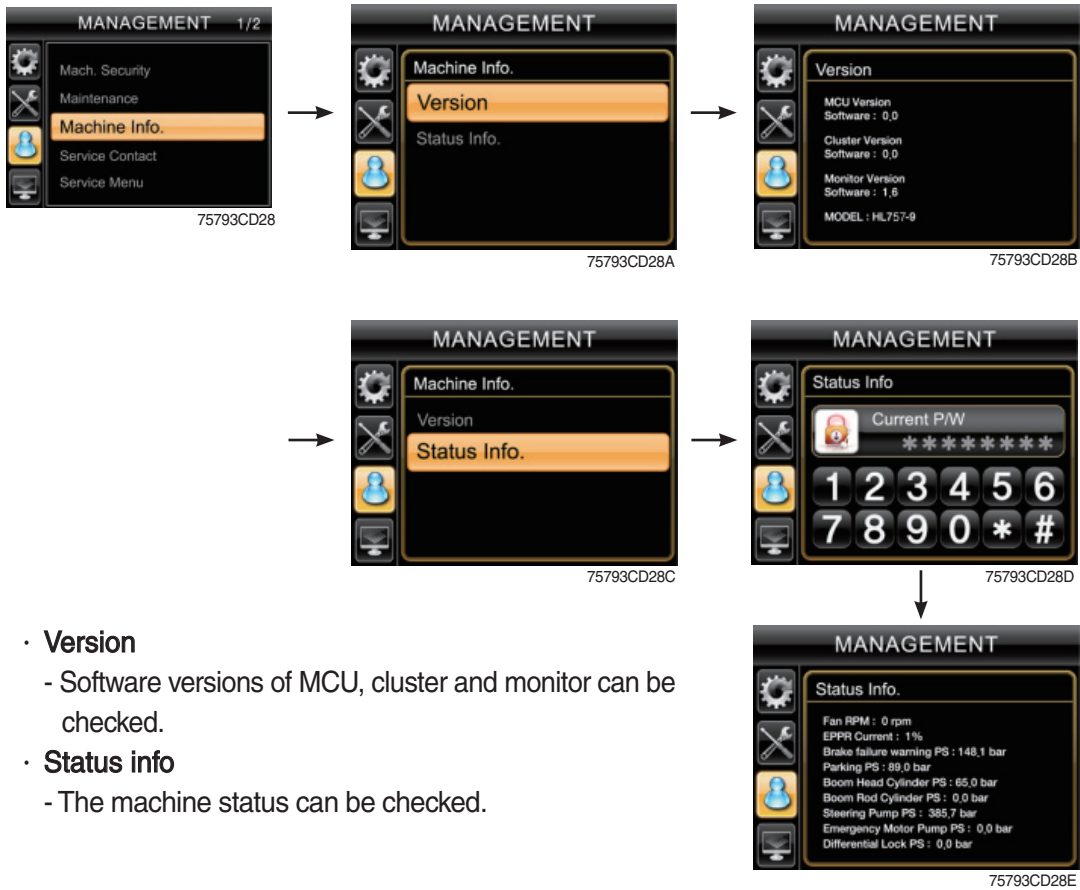 MANAGEMENT 1/2
Mach. Security
Maintenance
Machine Info.
Service Contact
Service Menu
75793CD28
MANAGEMENT
Machine Info.
Version
Status Info.
75793CD28A
MANAGEMENT
Version
MCU Version
Software : 0,0
Cluster Version
Software : 0,0
Monitor Version
Software : 1,6
MODEL : HL757-9
75793CD28B
MANAGEMENT
Machine Info.
Version
Status Info.
75793CD28C
MANAGEMENT
Status Info
Current P/W
********
1 2 3 4 5 6
7 8 9 0 * #
75793CD28D
· Version
- Software versions of MCU, cluster and monitor can be
checked.
· Status info
- The machine status can be checked.
MANAGEMENT
Status Info.
Fan RPM : 0 rpm
EPPR Current : 1%
Brake failure warning PS : 148,1 bar
Parking PS : 89,0 bar
Boom Head Cylinder PS : 65,0 bar
Boom Rod Cylinder PS : 0,0 bar
Steering Pump PS : 385,7 bar
Emergency Motor Pump PS : 0,0 bar
Differential Lock PS : 0,0 bar
75793CD28E